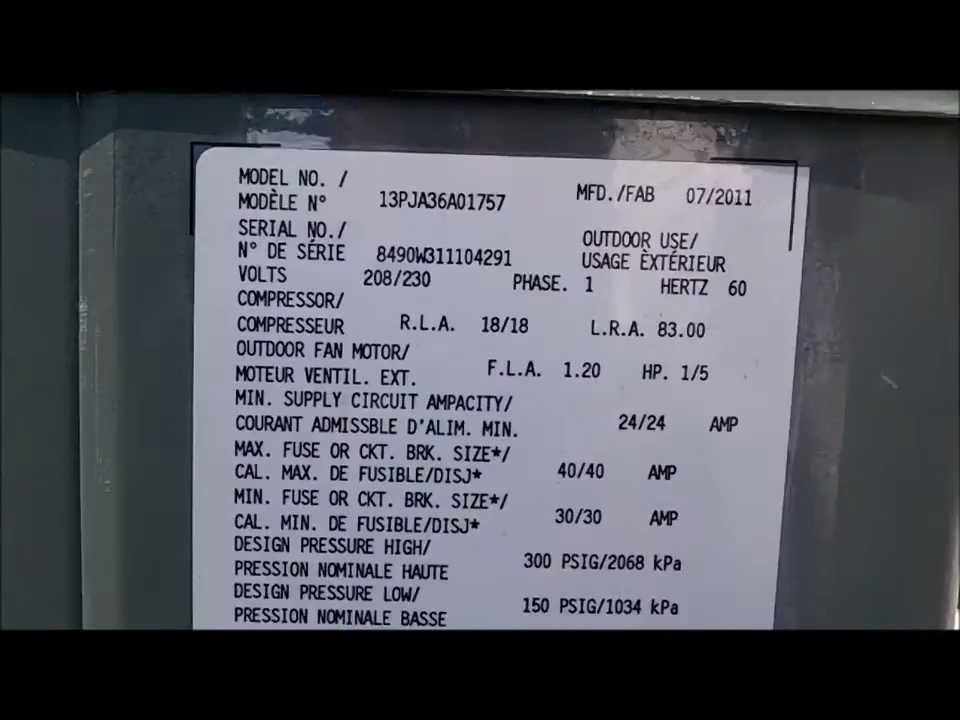 MODEL NO. /
MODÈLE N° 13PJA36A01757 MFD./FAB 07/2011
SERIAL NO./
N° DE SÉRIE 8490W311104291 OUTDOOR USE/
USAGE ÈXTÉRIEUR
VOLTS 208/230 PHASE. 1 HERTZ 60
COMPRESSOR/
COMPRESSEUR R.L.A. 18/18 L.R.A. 83.00
OUTDOOR FAN MOTOR/
MOTEUR VENTIL. EXT. F.L.A. 1.20 HP. 1/5
MIN. SUPPLY CIRCUIT AMPACITY/
COURANT ADMISSBLE D'ALIM. MIN. 24/24 AMP
MAX. FUSE OR CKT. BRK. SIZE*/
CAL. MAX. DE FUSIBLE/DISJ* 40/40 AMP
MIN. FUSE OR CKT. BRK. SIZE*/
CAL. MIN. DE FUSIBLE/DISJ* 30/30 AMP
DESIGN PRESSURE HIGH/
PRESSION NOMINALE HAUTE 300 PSIG/2068 kPa
DESIGN PRESSURE LOW/
PRESSION NOMINALE BASSE 150 PSIG/1034 kPa